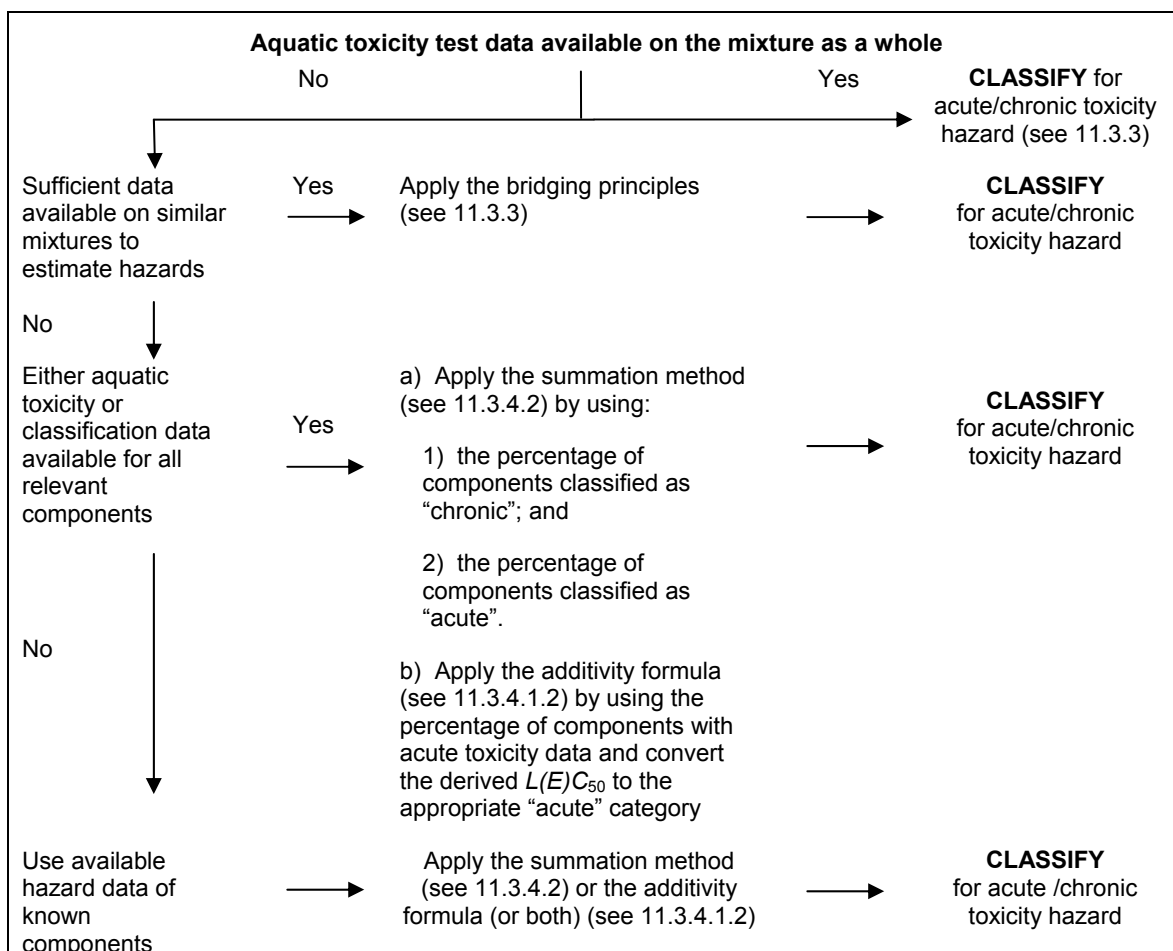 Aquatic toxicity test data available on the mixture as a whole
No
Yes
CLASSIFY for
acute/chronic toxicity
hazard (see 11.3.3)
Sufficient data
available on similar
mixtures to
estimate hazards
Yes
Apply the bridging principles
(see 11.3.3)
CLASSIFY
for acute/chronic
toxicity hazard
No
Either aquatic
toxicity or
classification data
available for all
relevant
components
Yes
a) Apply the summation method
(see 11.3.4.2) by using:
1) the percentage of
components classified as
“chronic”; and
2) the percentage of
components classified as
“acute”.
CLASSIFY
for acute/chronic
toxicity hazard
No
b) Apply the additivity formula
(see 11.3.4.1.2) by using the
percentage of components with
acute toxicity data and convert
the derived L(E)C50 to the
appropriate “acute” category
Use available
hazard data of
known
components
Apply the summation method
(see 11.3.4.2) or the additivity
formula (or both) (see 11.3.4.1.2)
CLASSIFY
for acute /chronic
toxicity hazard